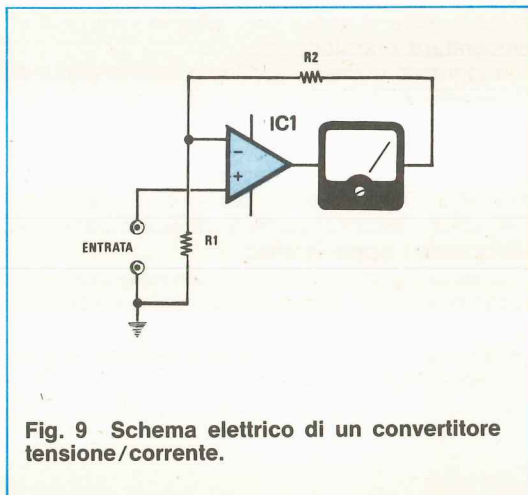 R2
IC1
−
+
ENTRATA
R1
Fig. 9 Schema elettrico di un convertitore
tensione/corrente.